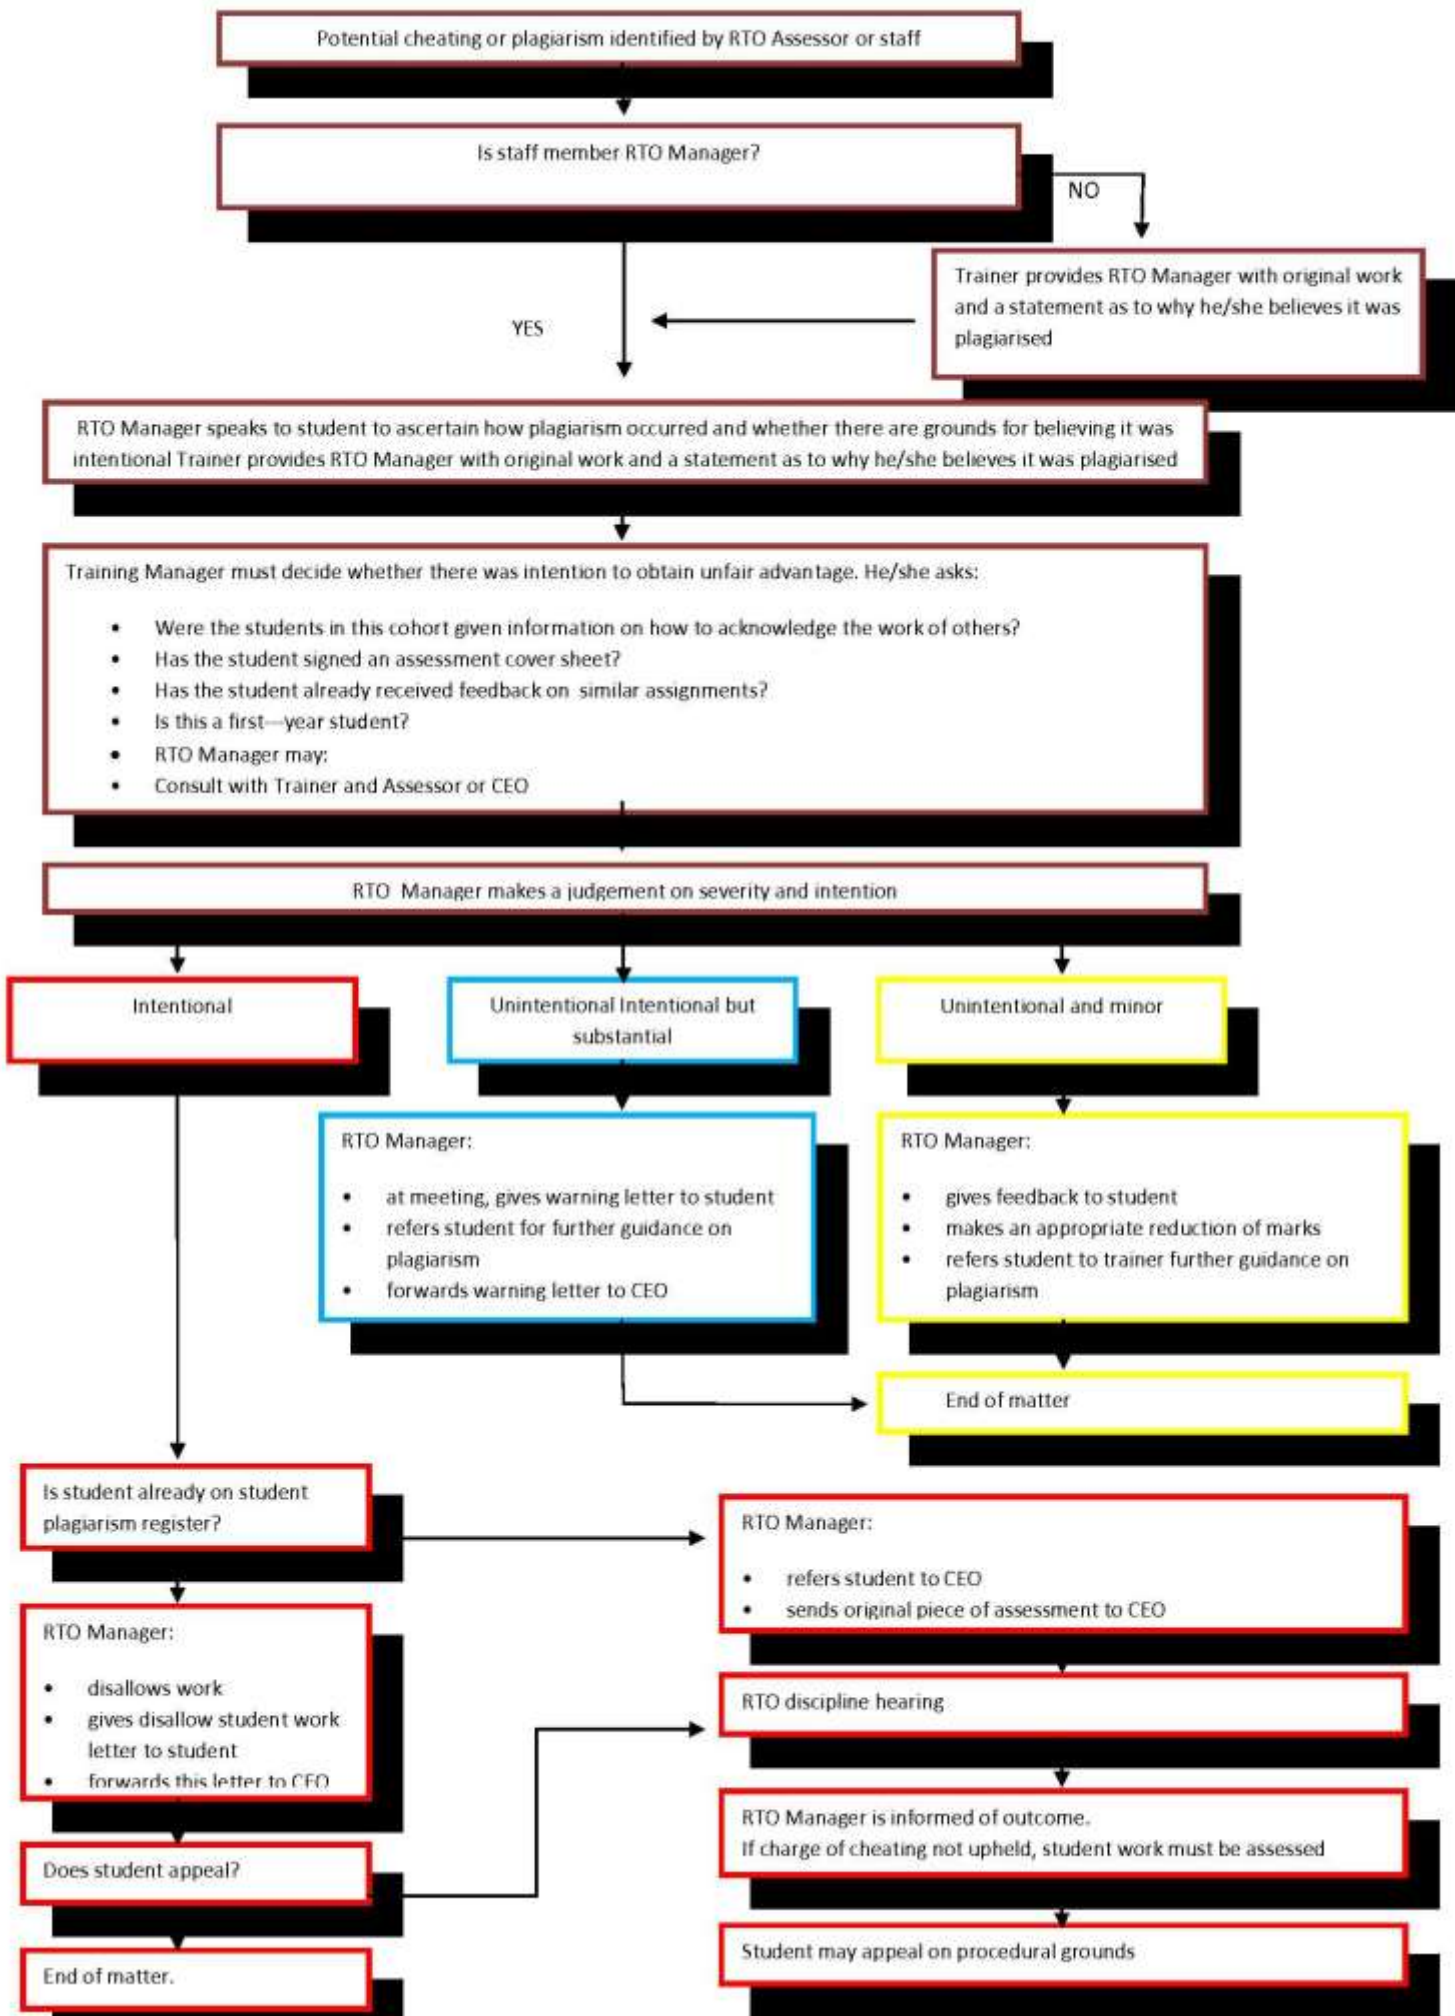 Potential cheating or plagiarism identified by RTO Assessor or staff
Is staff member RTO Manager?
NO
Trainer provides RTO Manager with original work
and a statement as to why he/she believes it was
plagiarised
YES
RTO Manager speaks to student to ascertain how plagiarism occurred and whether there are grounds for believing it was
intentional Trainer provides RTO Manager with original work and a statement as to why he/she believes it was plagiarised
Training Manager must decide whether there was intention to obtain unfair advantage. He/she asks:
• Were the students in this cohort given information on how to acknowledge the work of others?
• Has the student signed an assessment cover sheet?
• Has the student already received feedback on similar assignments?
• Is this a first---year student?
• RTO Manager may:
• Consult with Trainer and Assessor or CEO
RTO Manager makes a judgement on severity and intention
Intentional
Unintentional Intentional but
substantial
Unintentional and minor
RTO Manager:
• at meeting, gives warning letter to student
• refers student for further guidance on
plagiarism
• forwards warning letter to CEO
RTO Manager:
• gives feedback to student
• makes an appropriate reduction of marks
• refers student to trainer further guidance on
plagiarism
End of matter
Is student already on student
plagiarism register?
RTO Manager:
• refers student to CEO
• sends original piece of assessment to CEO
RTO Manager:
• disallows work
• gives disallow student work
letter to student
• forwards this letter to CEO
RTO discipline hearing
RTO Manager is informed of outcome.
If charge of cheating not upheld, student work must be assessed
Does student appeal?
Student may appeal on procedural grounds
End of matter.